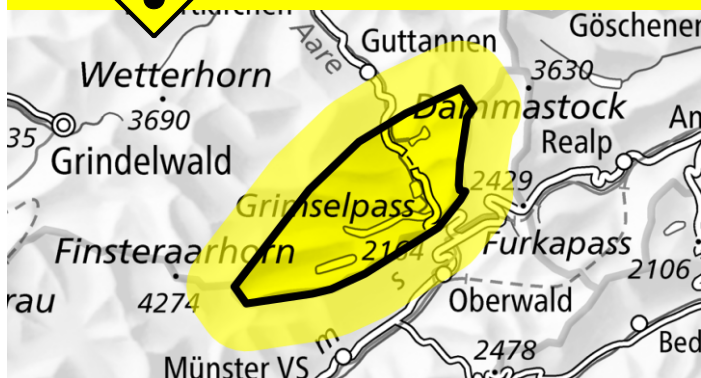 Aare
Guttannen
Göschenen
Wetterhorn
3630
Dammastock
3690
35
Realp
An
Grindelwald
2429
Grimselpass
Finsteraarhorn
2164
Furkapass
2106
rau
4274
s
Oberwald
m
Bed
Münster VS
2478